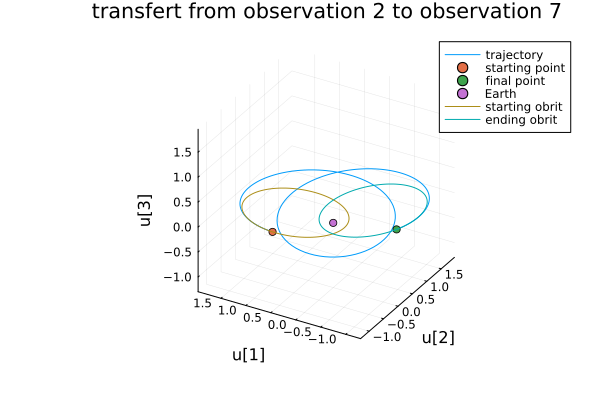 transfert from observation 2 to observation 7
trajectory
starting point
final point
Earth
starting obrit
ending obrit
u[3]
1.5
1.0
0.5
0.0
−0.5
−1.0
1.5
1.0
0.5
0.0
−0.5
−1.0
u[1]
1.5
1.0
0.5
0.0
−0.5
−1.0
u[2]